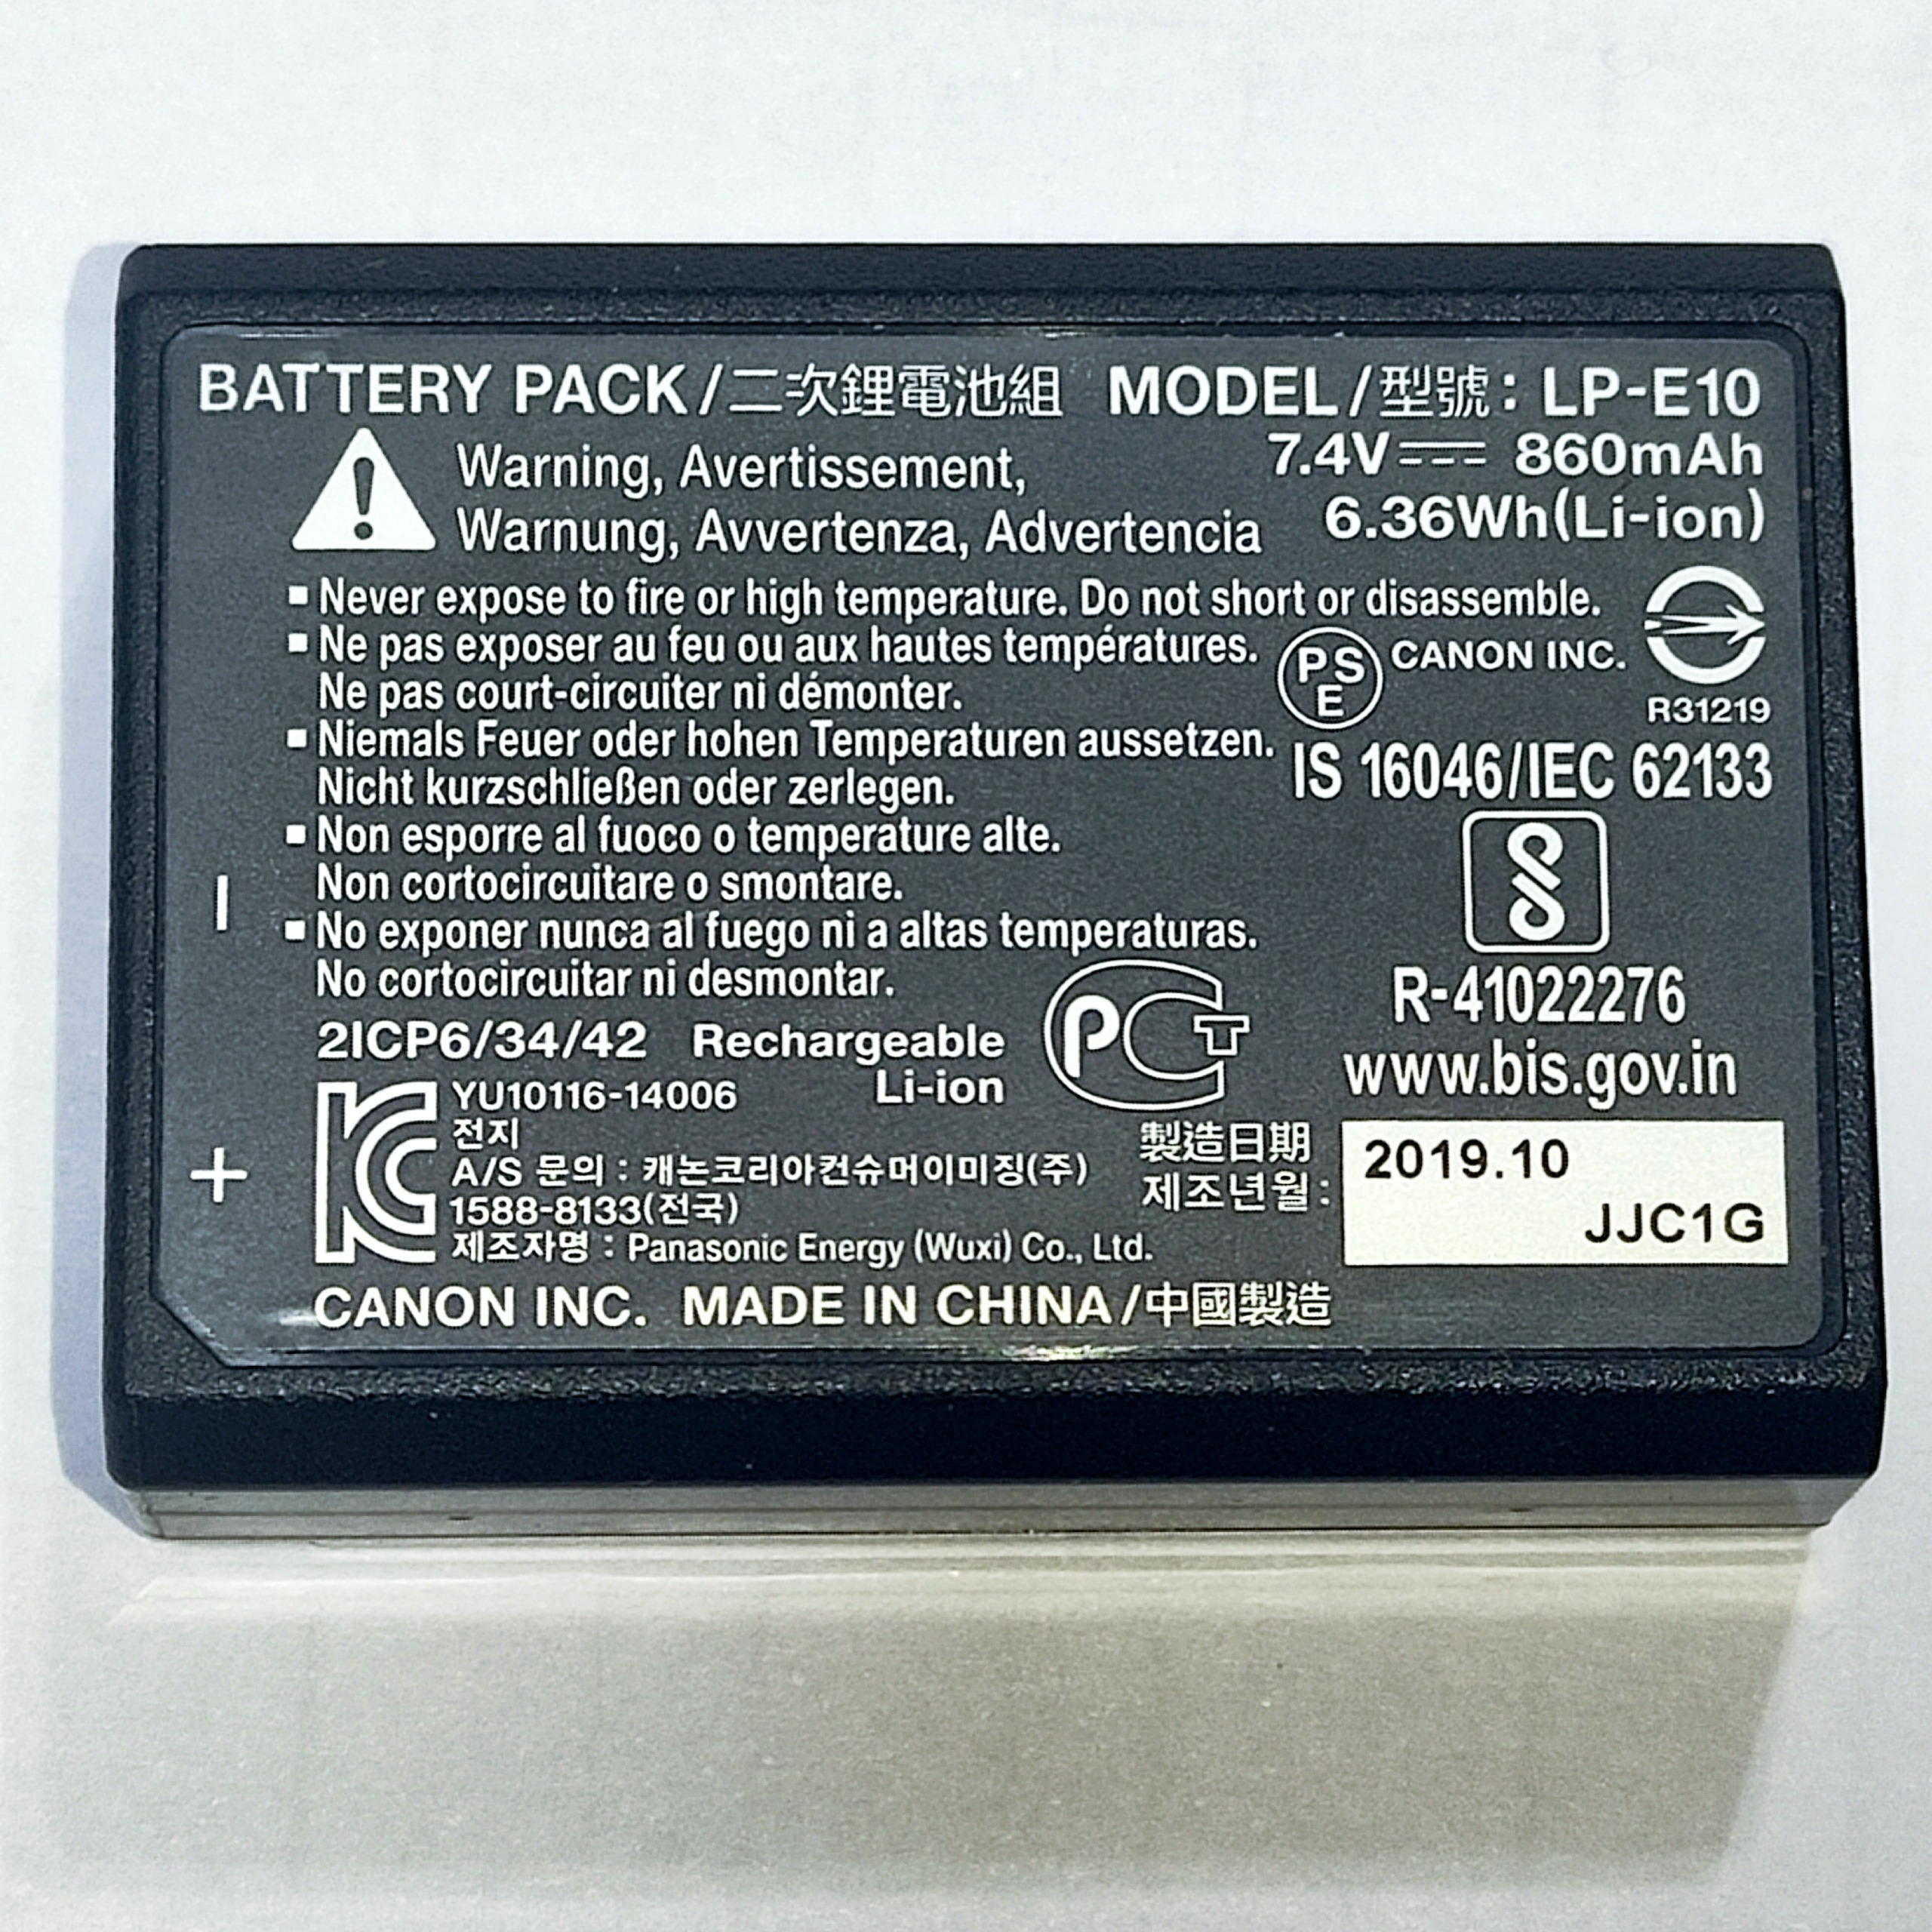 BATTERY PACK/二次鋰電池組 MODEL/型號: LP-E10
Warning, Avertissement,
Warnung, Avvertenza, Advertencia
7.4V⎓ 860mAh
6.36Wh(Li-ion)
▪Never expose to fire or high temperature. Do not short or disassemble.
▪Ne pas exposer au feu ou aux hautes températures.
Ne pas court-circuiter ni démonter.
▪Niemals Feuer oder hohen Temperaturen aussetzen.
Nicht kurzschließen oder zerlegen.
▪Non esporre al fuoco o temperature alte.
Non cortocircuitare o smontare.
▪No exponer nunca al fuego ni a altas temperaturas.
No cortocircuitar ni desmontar.
PS
E
CANON INC.
R31219
IS 16046/IEC 62133
R-41022276
www.bis.gov.in
2ICP6/34/42 Rechargeable
Li-ion
РСТ
KC
YU10116-14006
전지
A/S 문의 : 캐논코리아컨슈머이미징(주)
1588-8133(전국)
제조자명 : Panasonic Energy (Wuxi) Co., Ltd.
製造日期
제조년월:
2019.10
JJC1G
CANON INC. MADE IN CHINA/中國製造
−
+